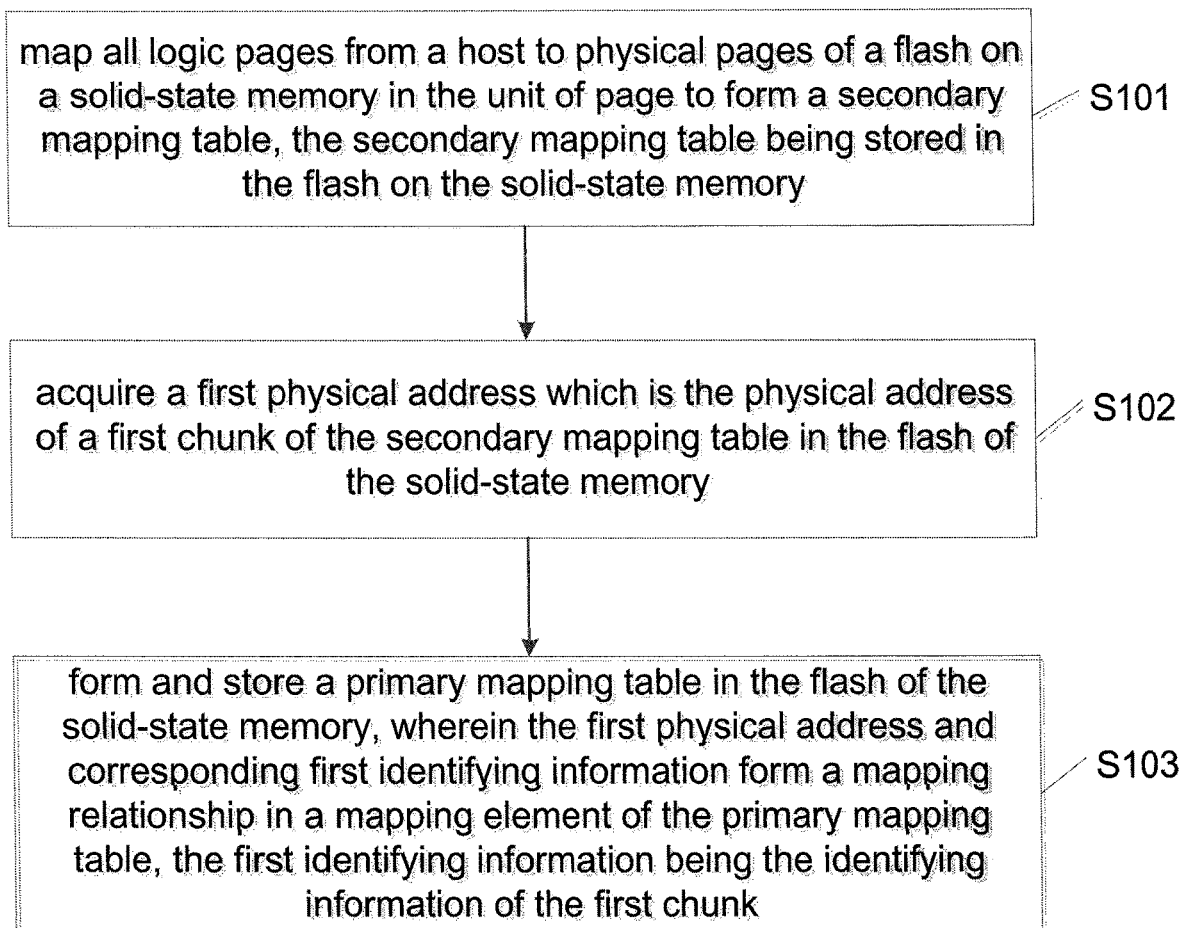 map all logic pages from a host to physical pages of a flash on
a solid-state memory in the unit of page to form a secondary
mapping table, the secondary mapping table being stored in
the flash on the solid-state memory
S101
acquire a first physical address which is the physical address
of a first chunk of the secondary mapping table in the flash of
the solid-state memory
S102
form and store a primary mapping table in the flash of the
solid-state memory, wherein the first physical address and
corresponding first identifying information form a mapping
relationship in a mapping element of the primary mapping
table, the first identifying information being the identifying
information of the first chunk
S103